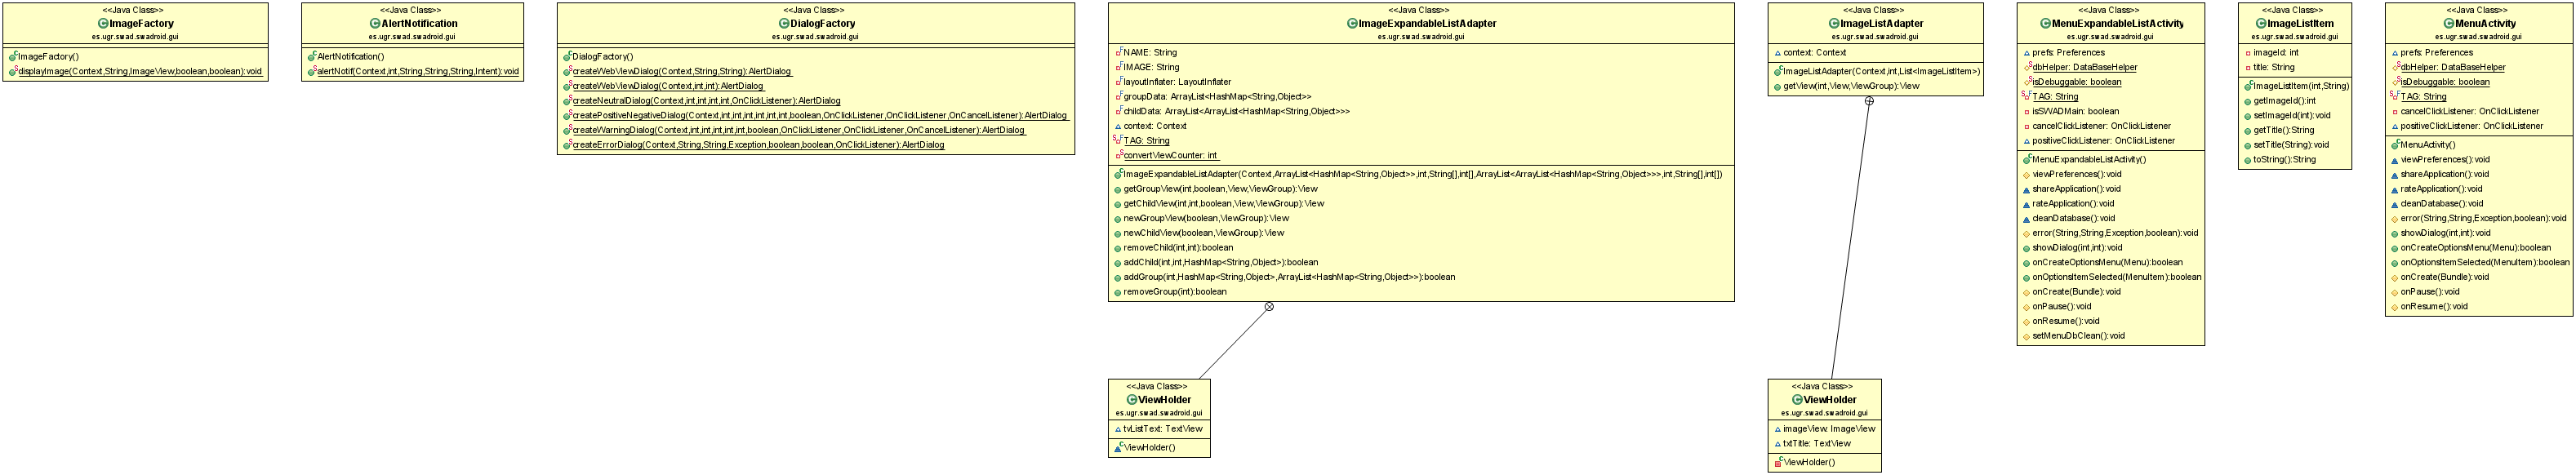 <<Java Class>>
ImageFactory
es.ugr.swad.swadroid.gui
ImageFactory()
displayImage(Context,String,ImageView,boolean,boolean):void
<<Java Class>>
AlertNotification
es.ugr.swad.swadroid.gui
AlertNotification()
alertNotif(Context,int,String,String,String,Intent):void
<<Java Class>>
DialogFactory
es.ugr.swad.swadroid.gui
DialogFactory()
createWebViewDialog(Context,String,String):AlertDialog
createWebViewDialog(Context,int,int):AlertDialog
createNeutralDialog(Context,int,int,int,int,OnClickListener):AlertDialog
createPositiveNegativeDialog(Context,int,int,int,int,int,int,boolean,OnClickListener,OnClickListener,OnCancelListener):AlertDialog
createWarningDialog(Context,int,int,int,int,int,boolean,OnClickListener,OnClickListener,OnCancelListener):AlertDialog
createErrorDialog(Context,String,String,Exception,boolean,boolean,OnClickListener):AlertDialog
<<Java Class>>
ImageExpandableListAdapter
es.ugr.swad.swadroid.gui
NAME: String
IMAGE: String
layoutInflater: LayoutInflater
groupData: ArrayList<HashMap<String,Object>>
childData: ArrayList<ArrayList<HashMap<String,Object>>>
context: Context
TAG: String
convertViewCounter: int
ImageExpandableListAdapter(Context,ArrayList<HashMap<String,Object>>,int,String[],int[],ArrayList<ArrayList<HashMap<String,Object>>>,int,String[],int[])
getGroupView(int,boolean,View,ViewGroup):View
getChildView(int,int,boolean,View,ViewGroup):View
newGroupView(boolean,ViewGroup):View
newChildView(boolean,ViewGroup):View
removeChild(int,int):boolean
addChild(int,int,HashMap<String,Object>):boolean
addGroup(int,HashMap<String,Object>,ArrayList<HashMap<String,Object>>):boolean
removeGroup(int):boolean
<<Java Class>>
ImageListAdapter
es.ugr.swad.swadroid.gui
context: Context
ImageListAdapter(Context,int,List<ImageListItem>)
getView(int,View,ViewGroup):View
<<Java Class>>
MenuExpandableListActivity
es.ugr.swad.swadroid.gui
prefs: Preferences
dbHelper: DataBaseHelper
isDebuggable: boolean
TAG: String
isSWADMain: boolean
cancelClickListener: OnClickListener
positiveClickListener: OnClickListener
MenuExpandableListActivity()
viewPreferences():void
shareApplication():void
rateApplication():void
cleanDatabase():void
error(String,String,Exception,boolean):void
showDialog(int,int):void
onCreateOptionsMenu(Menu):boolean
onOptionsItemSelected(MenuItem):boolean
onCreate(Bundle):void
onPause():void
onResume():void
setMenuDbClean():void
<<Java Class>>
ImageListItem
es.ugr.swad.swadroid.gui
imageId: int
title: String
ImageListItem(int,String)
getImageId():int
setImageId(int):void
getTitle():String
setTitle(String):void
toString():String
<<Java Class>>
MenuActivity
es.ugr.swad.swadroid.gui
prefs: Preferences
dbHelper: DataBaseHelper
isDebuggable: boolean
TAG: String
cancelClickListener: OnClickListener
positiveClickListener: OnClickListener
MenuActivity()
viewPreferences():void
shareApplication():void
rateApplication():void
cleanDatabase():void
error(String,String,Exception,boolean):void
showDialog(int,int):void
onCreateOptionsMenu(Menu):boolean
onOptionsItemSelected(MenuItem):boolean
onCreate(Bundle):void
onPause():void
onResume():void
<<Java Class>>
ViewHolder
es.ugr.swad.swadroid.gui
tvListText: TextView
ViewHolder()
<<Java Class>>
ViewHolder
es.ugr.swad.swadroid.gui
imageView: ImageView
txtTitle: TextView
ViewHolder()